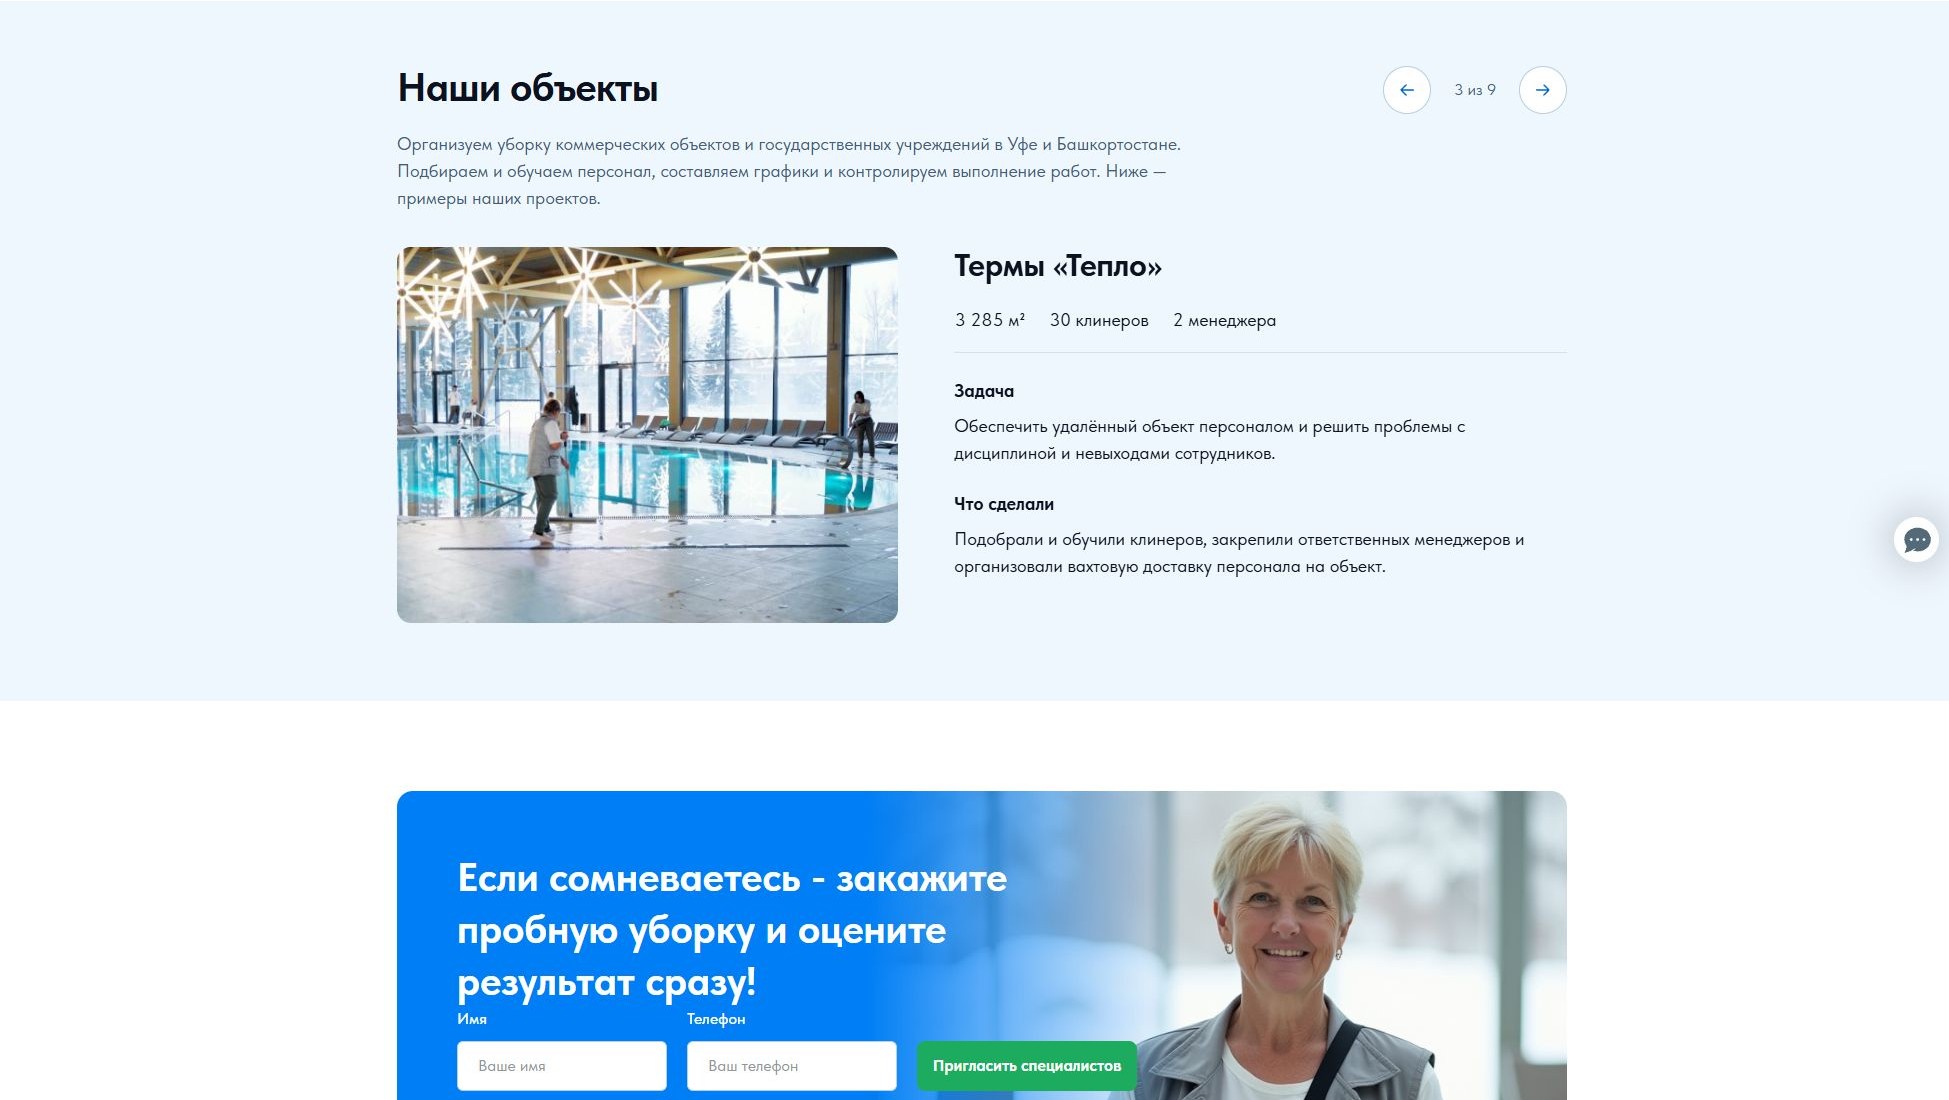 Наши объекты
3 из 9
Организуем уборку коммерческих объектов и государственных учреждений в Уфе и Башкортостане.
Подбираем и обучаем персонал, составляем графики и контролируем выполнение работ. Ниже —
примеры наших проектов.
Термы «Тепло»
3 285 м² 30 клинеров 2 менеджера
Задача
Обеспечить удалённый объект персоналом и решить проблемы с
дисциплиной и невыходами сотрудников.
Что сделали
Подобрали и обучили клинеров, закрепили ответственных менеджеров и
организовали вахтовую доставку персонала на объект.
Если сомневаетесь - закажите
пробную уборку и оцените
результат сразу!
Имя Телефон
Ваше имя Ваш телефон Пригласить специалистов